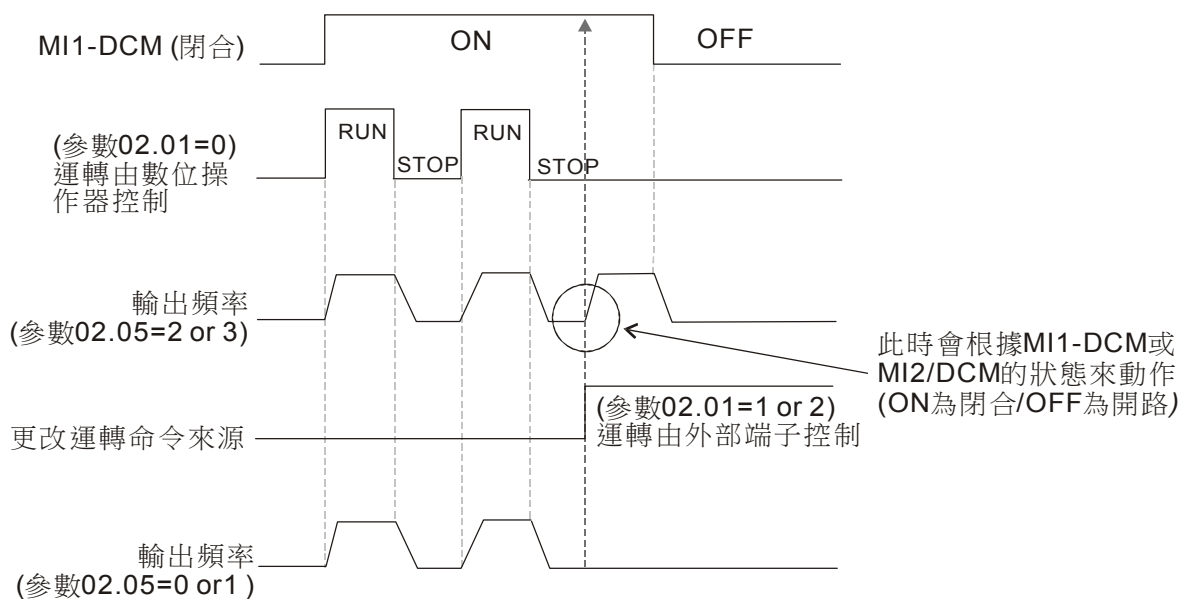 MI1-DCM (閉合)
ON
OFF
(參數02.01=0)
運轉由數位操
作器控制
RUN
STOP
RUN
STOP
輸出頻率
(參數02.05=2 or 3)
此時會根據MI1-DCM或
MI2/DCM的狀態來動作
(ON為閉合/OFF為開路)
更改運轉命令來源
(參數02.01=1 or 2)
運轉由外部端子控制
輸出頻率
(參數02.05=0 or1 )